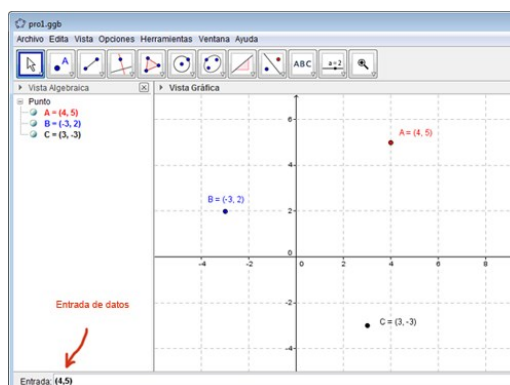 pro1.ggb
Archivo Edita Vista Opciones Herramientas Ventana Ayuda
A
ABC
a=2
Vista Algebraica
Vista Gráfica
Punto
A = (4, 5)
B = (-3, 2)
C = (3, -3)
6
4
2
0
-2
-4
-4 -2 0 2 4 6 8
A = (4, 5)
B = (-3, 2)
C = (3, -3)
Entrada de datos
Entrada: (4,5)